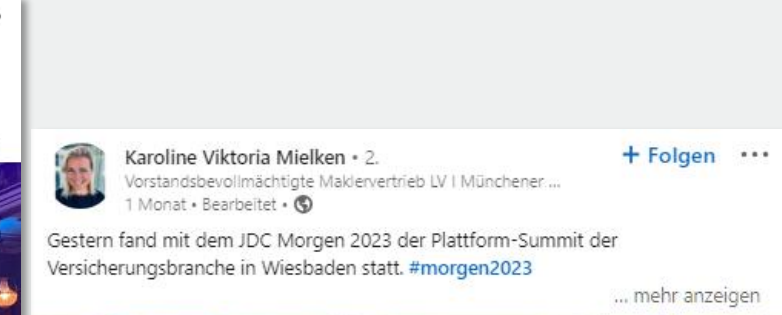 Karoline Viktoria Mielken • 2.
+ Folgen
Vorstandsbevollmächtigte Maklervertrieb LV I Münchener ...
1 Monat • Bearbeitet •
Gestern fand mit dem JDC Morgen 2023 der Plattform-Summit der
Versicherungsbranche in Wiesbaden statt. #morgen2023
... mehr anzeigen